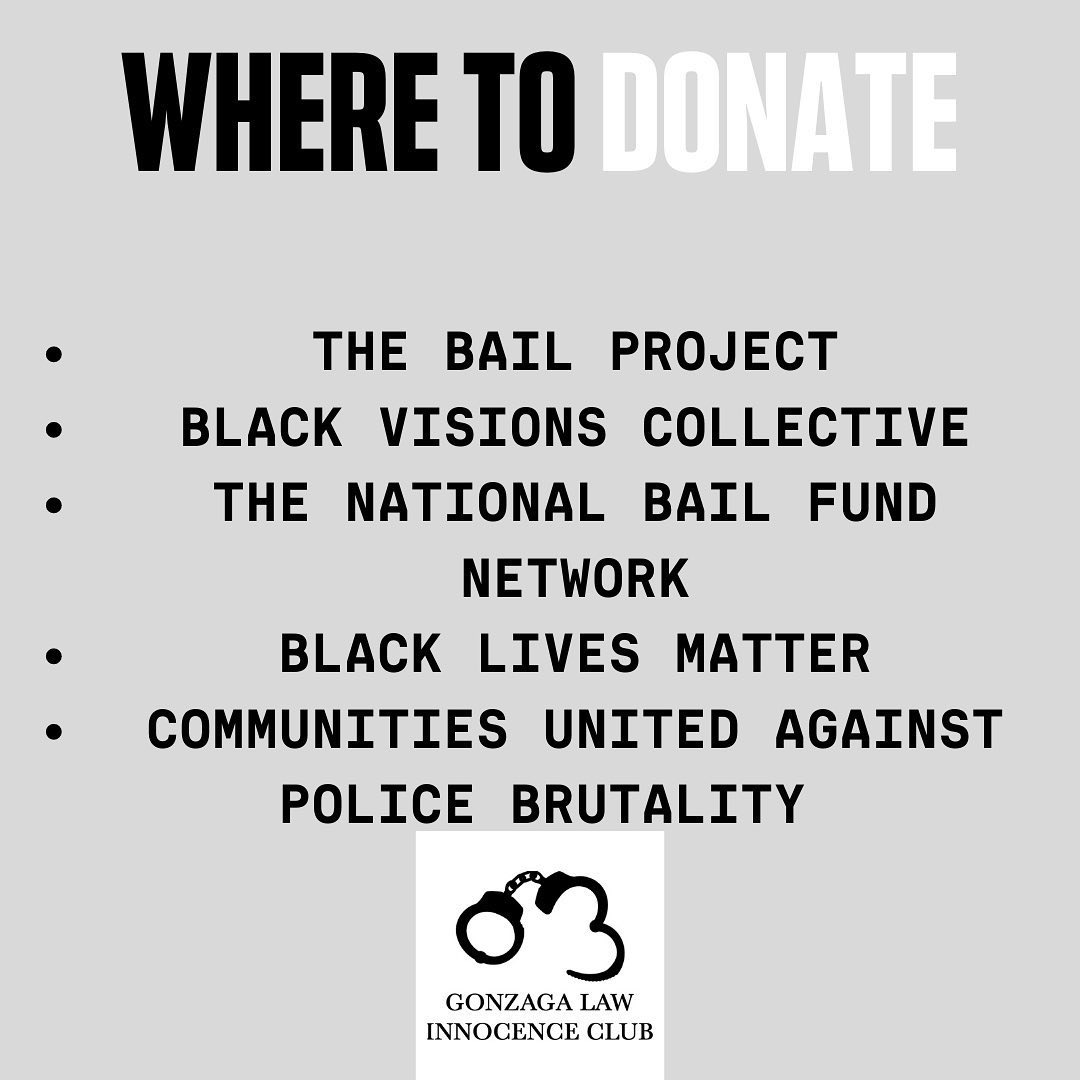 WHERE TO DONATE
• THE BAIL PROJECT
• BLACK VISIONS COLLECTIVE
• THE NATIONAL BAIL FUND
NETWORK
• BLACK LIVES MATTER
• COMMUNITIES UNITED AGAINST
POLICE BRUTALITY
GONZAGA LAW
INNOCENCE CLUB